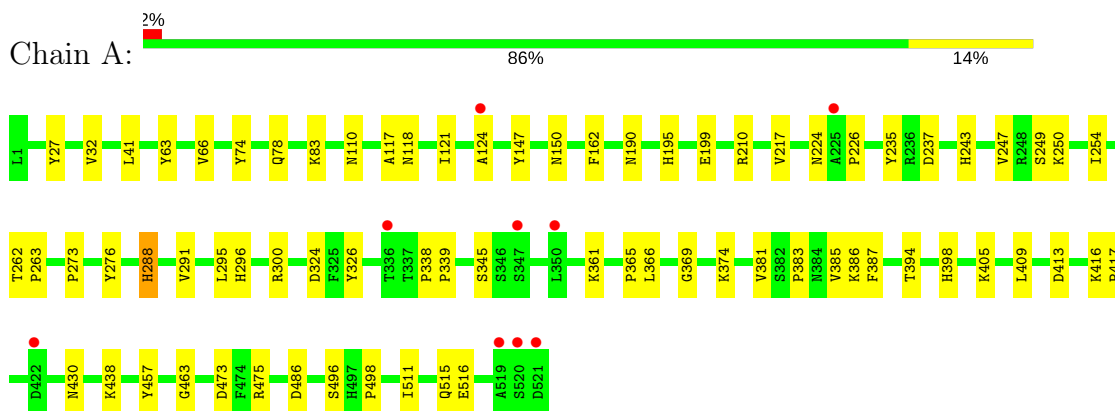 2%
Chain A:
86% 14%
L1 Y27 V32 L41 Y63 V66 Y74 Q78 K83 N110 A117 N118 I121 A124 Y147 N150 F162 N190 H195 E199 R210 V217 N224 A225 P226 Y235 R236 D237 H243 V247 R248 S249 K250 I254
T262 P263 P273 Y276 H288 V291 L295 H296 R300 D324 F325 Y326 T336 T337 P338 P339 S345 S346 S347 L350 K361 P365 L366 G369 K374 V381 S382 P383 N384 V385 K386 F387 T394 H398 K405 L409 D413 K416
D422 N430 K438 Y457 G463 D473 F474 R475 D486 S496 H497 P498 I511 Q515 E516 A519 S520 D521